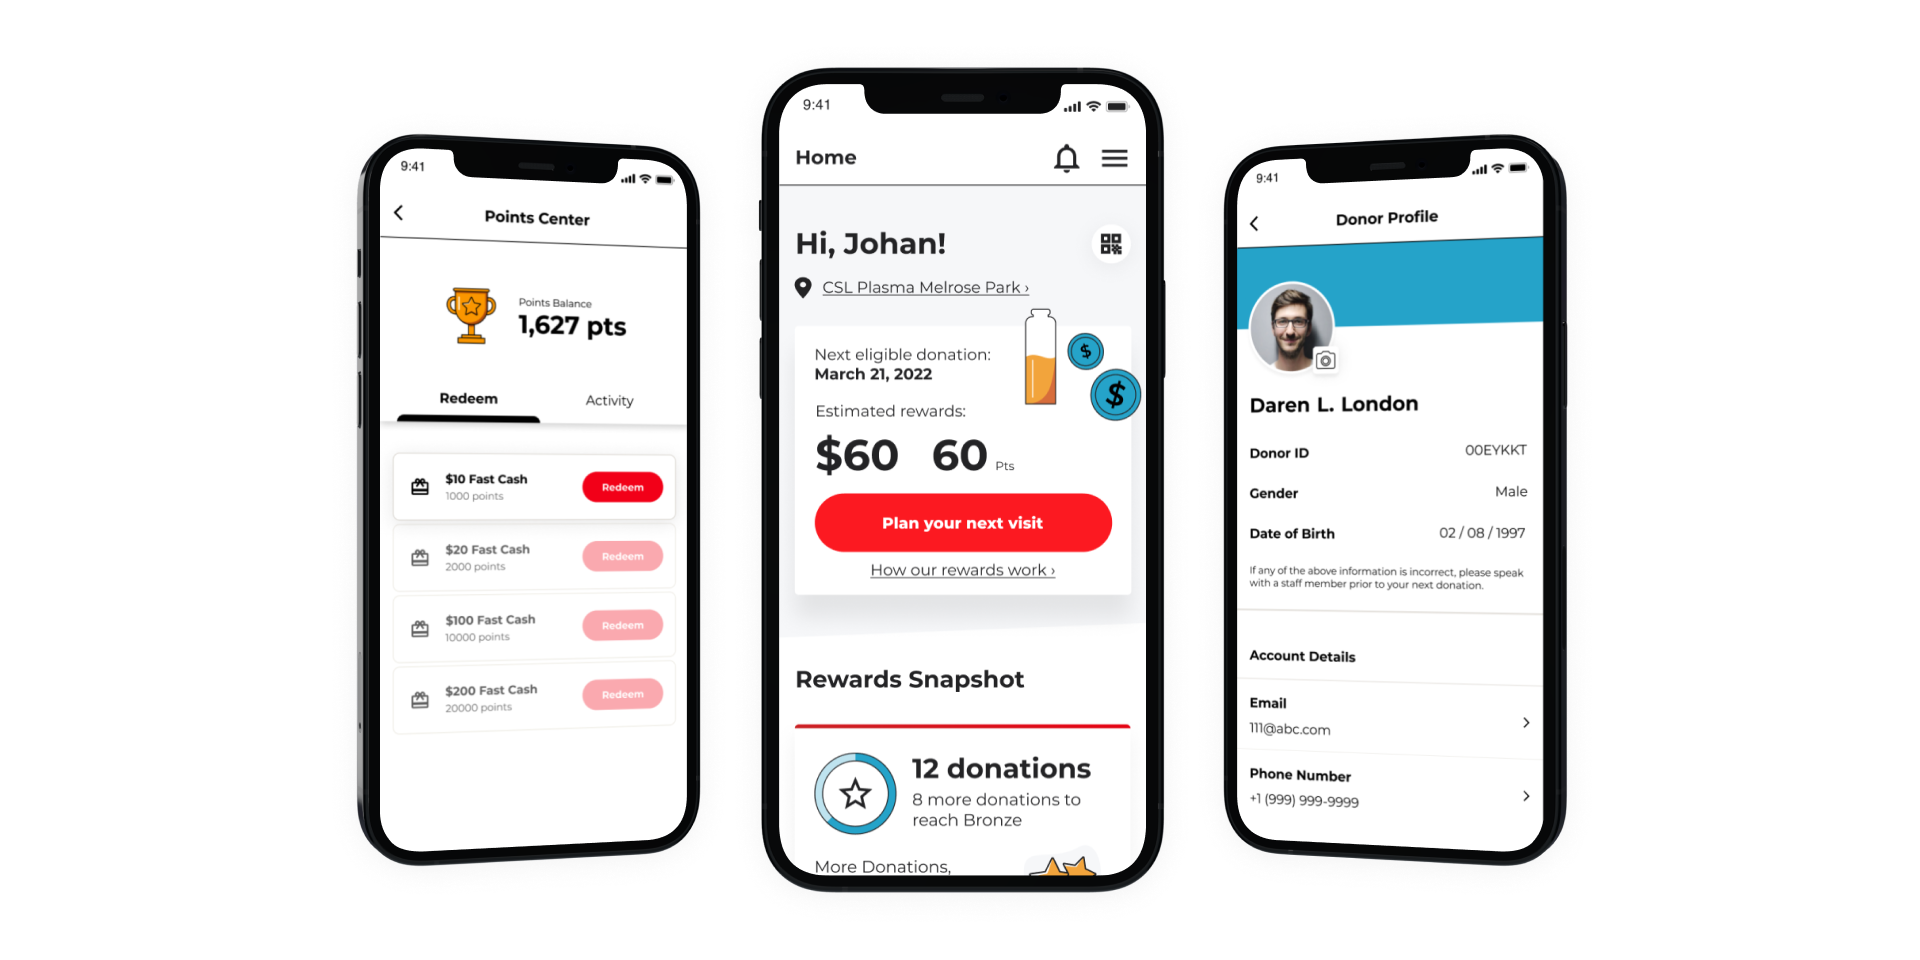 9:41
Points Center
Points Balance
1,627 pts
Redeem
Activity
$10 Fast Cash
1000 points
Redeem
$20 Fast Cash
2000 points
Redeem
$100 Fast Cash
10000 points
Redeem
$200 Fast Cash
20000 points
Redeem
9:41
Home
Hi, Johan!
CSL Plasma Melrose Park ›
Next eligible donation:
March 21, 2022
$
$
Estimated rewards:
$60 60 Pts
Plan your next visit
How our rewards work ›
Rewards Snapshot
12 donations
8 more donations to
reach Bronze
More Donations,
9:41
Donor Profile
Daren L. London
Donor ID 00EYKKT
Gender Male
Date of Birth 02 / 08 / 1997
If any of the above information is incorrect, please speak
with a staff member prior to your next donation.
Account Details
Email
111@abc.com
Phone Number
+1 (999) 999-9999